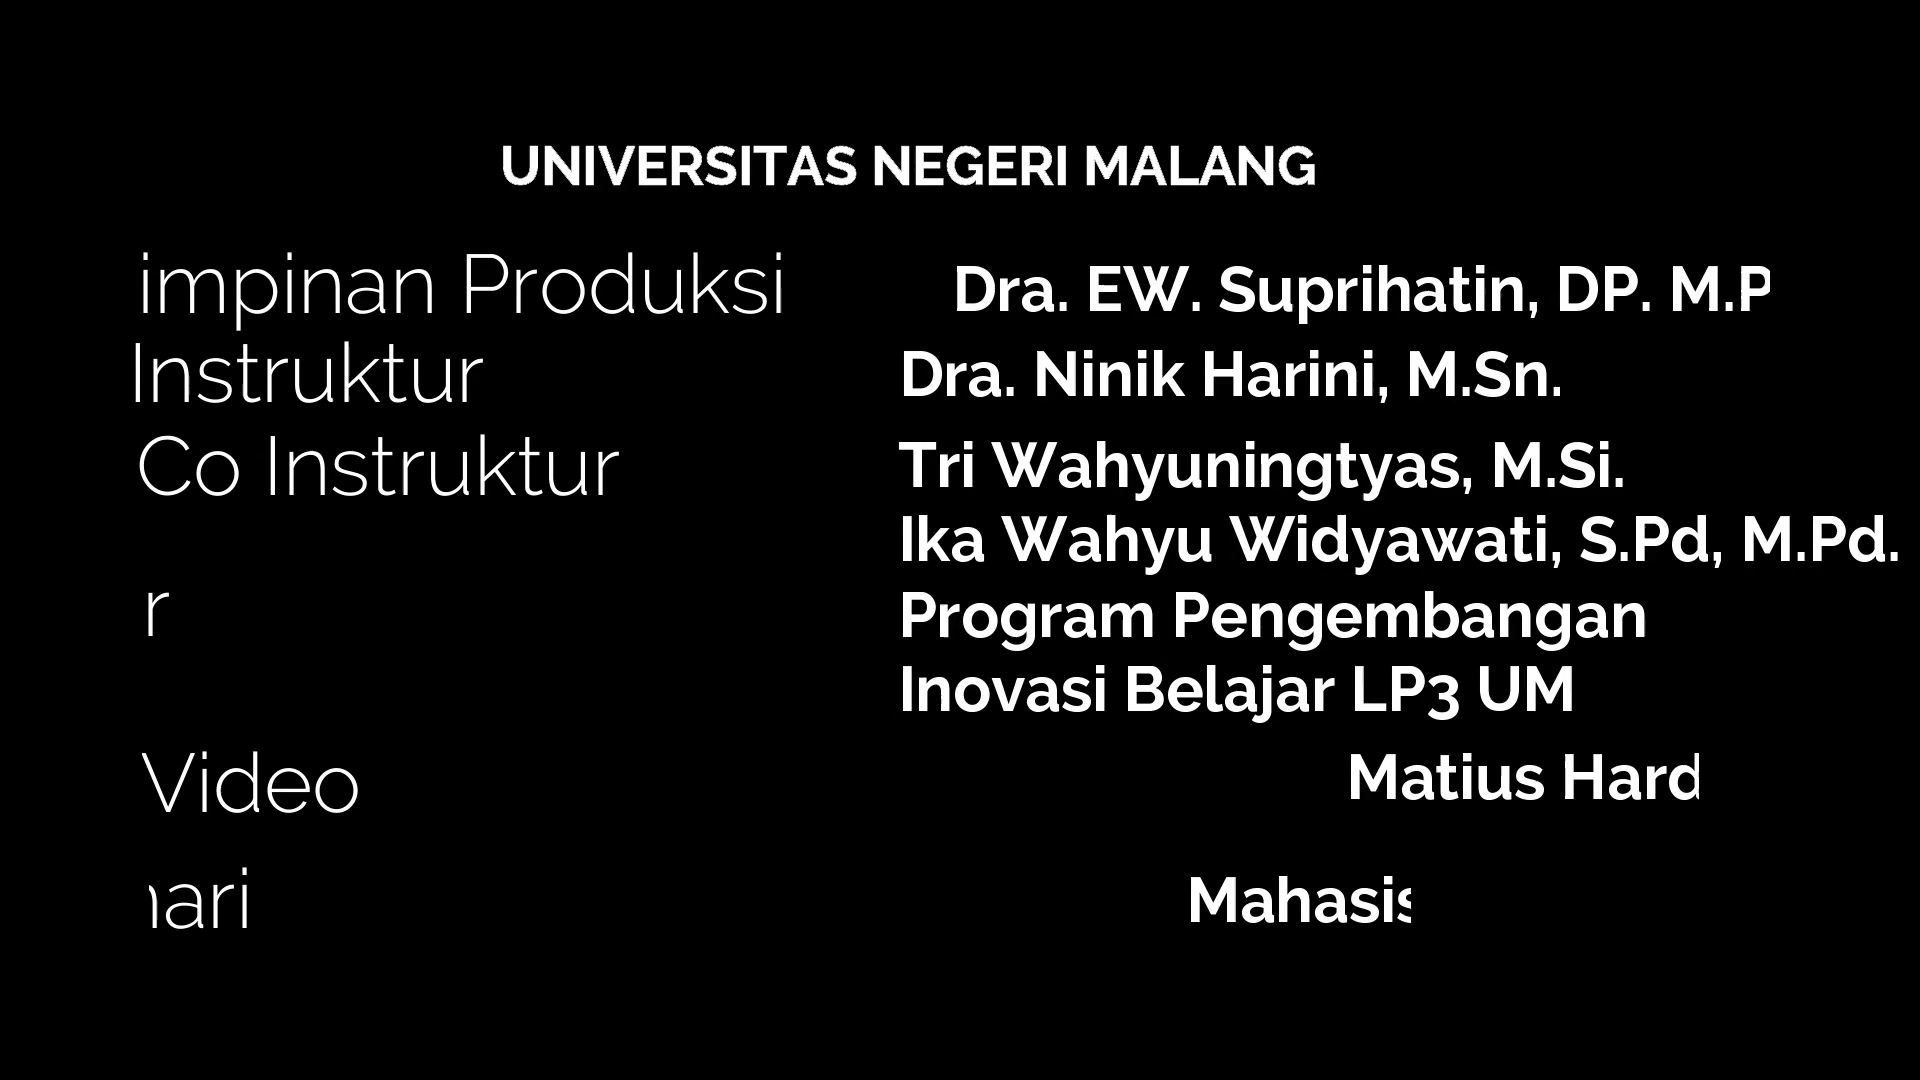 UNIVERSITAS NEGERI MALANG
impinan Produksi Dra. EW. Suprihatin, DP. M.P
Instruktur Dra. Ninik Harini, M.Sn.
Co Instruktur Tri Wahyuningtyas, M.Si.
Ika Wahyu Widyawati, S.Pd, M.Pd.
r Program Pengembangan
Inovasi Belajar LP3 UM
Video Matius Hard
ari Mahasis